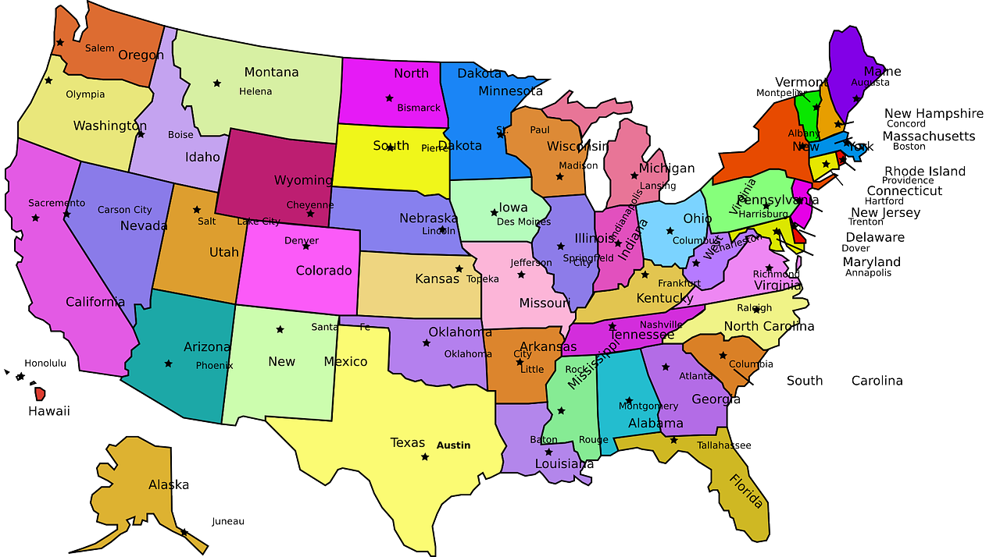 Salem
Oregon
Olympia
Washington
Boise
Idaho
Montana
Helena
North Dakota
Bismarck
South Dakota
Pierre
Minnesota
St. Paul
Wisconsin
Madison
Michigan
Lansing
Wyoming
Cheyenne
Nebraska
Lincoln
Iowa
Des Moines
Sacremento
Carson City
Nevada
California
Salt Lake City
Utah
Denver
Colorado
Kansas
Topeka
Jefferson City
Missouri
Illinois
Springfield
Indianapolis
Indiana
Ohio
Columbus
Frankfurt
Kentucky
West Virginia
Charleston
Richmond
Virginia
Pennsylvania
Harrisburg
New York
Albany
Vermont
Montpelier
Maine
Augusta
New Hampshire
Concord
Massachusetts
Boston
Rhode Island
Providence
Connecticut
Hartford
New Jersey
Trenton
Delaware
Dover
Maryland
Annapolis
Arizona
Phoenix
New Mexico
Santa Fe
Oklahoma
Oklahoma City
Arkansas
Little Rock
Nashville
Tennessee
Raleigh
North Carolina
Columbia
South Carolina
Mississippi
Montgomery
Alabama
Atlanta
Georgia
Texas
Austin
Baton Rouge
Louisiana
Tallahassee
Florida
Honolulu
Hawaii
Alaska
Juneau